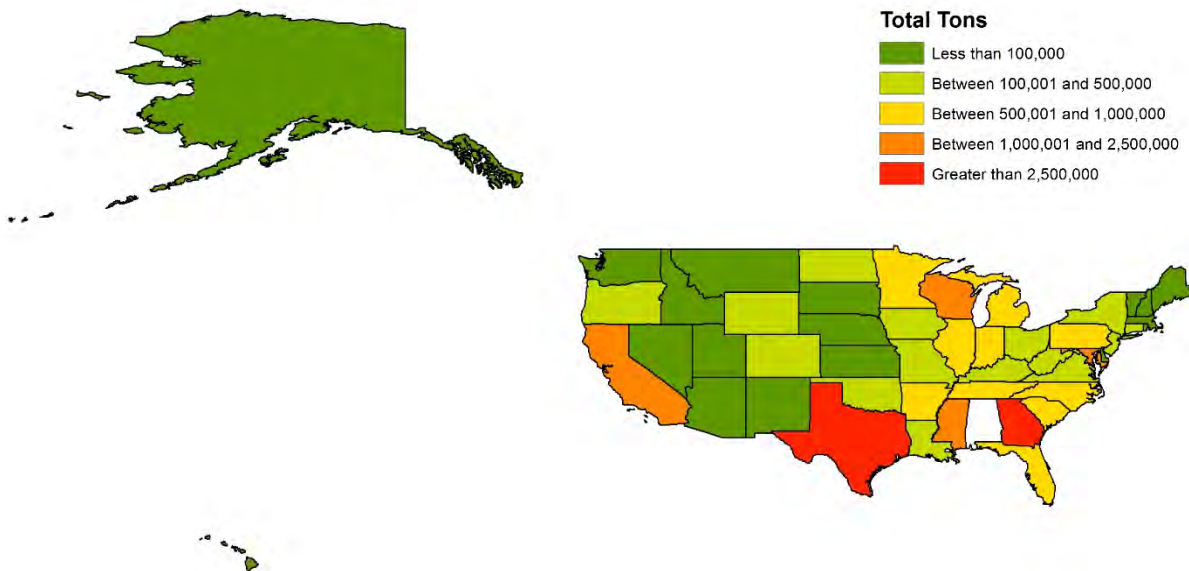 Total Tons
Less than 100,000
Between 100,001 and 500,000
Between 500,001 and 1,000,000
Between 1,000,001 and 2,500,000
Greater than 2,500,000